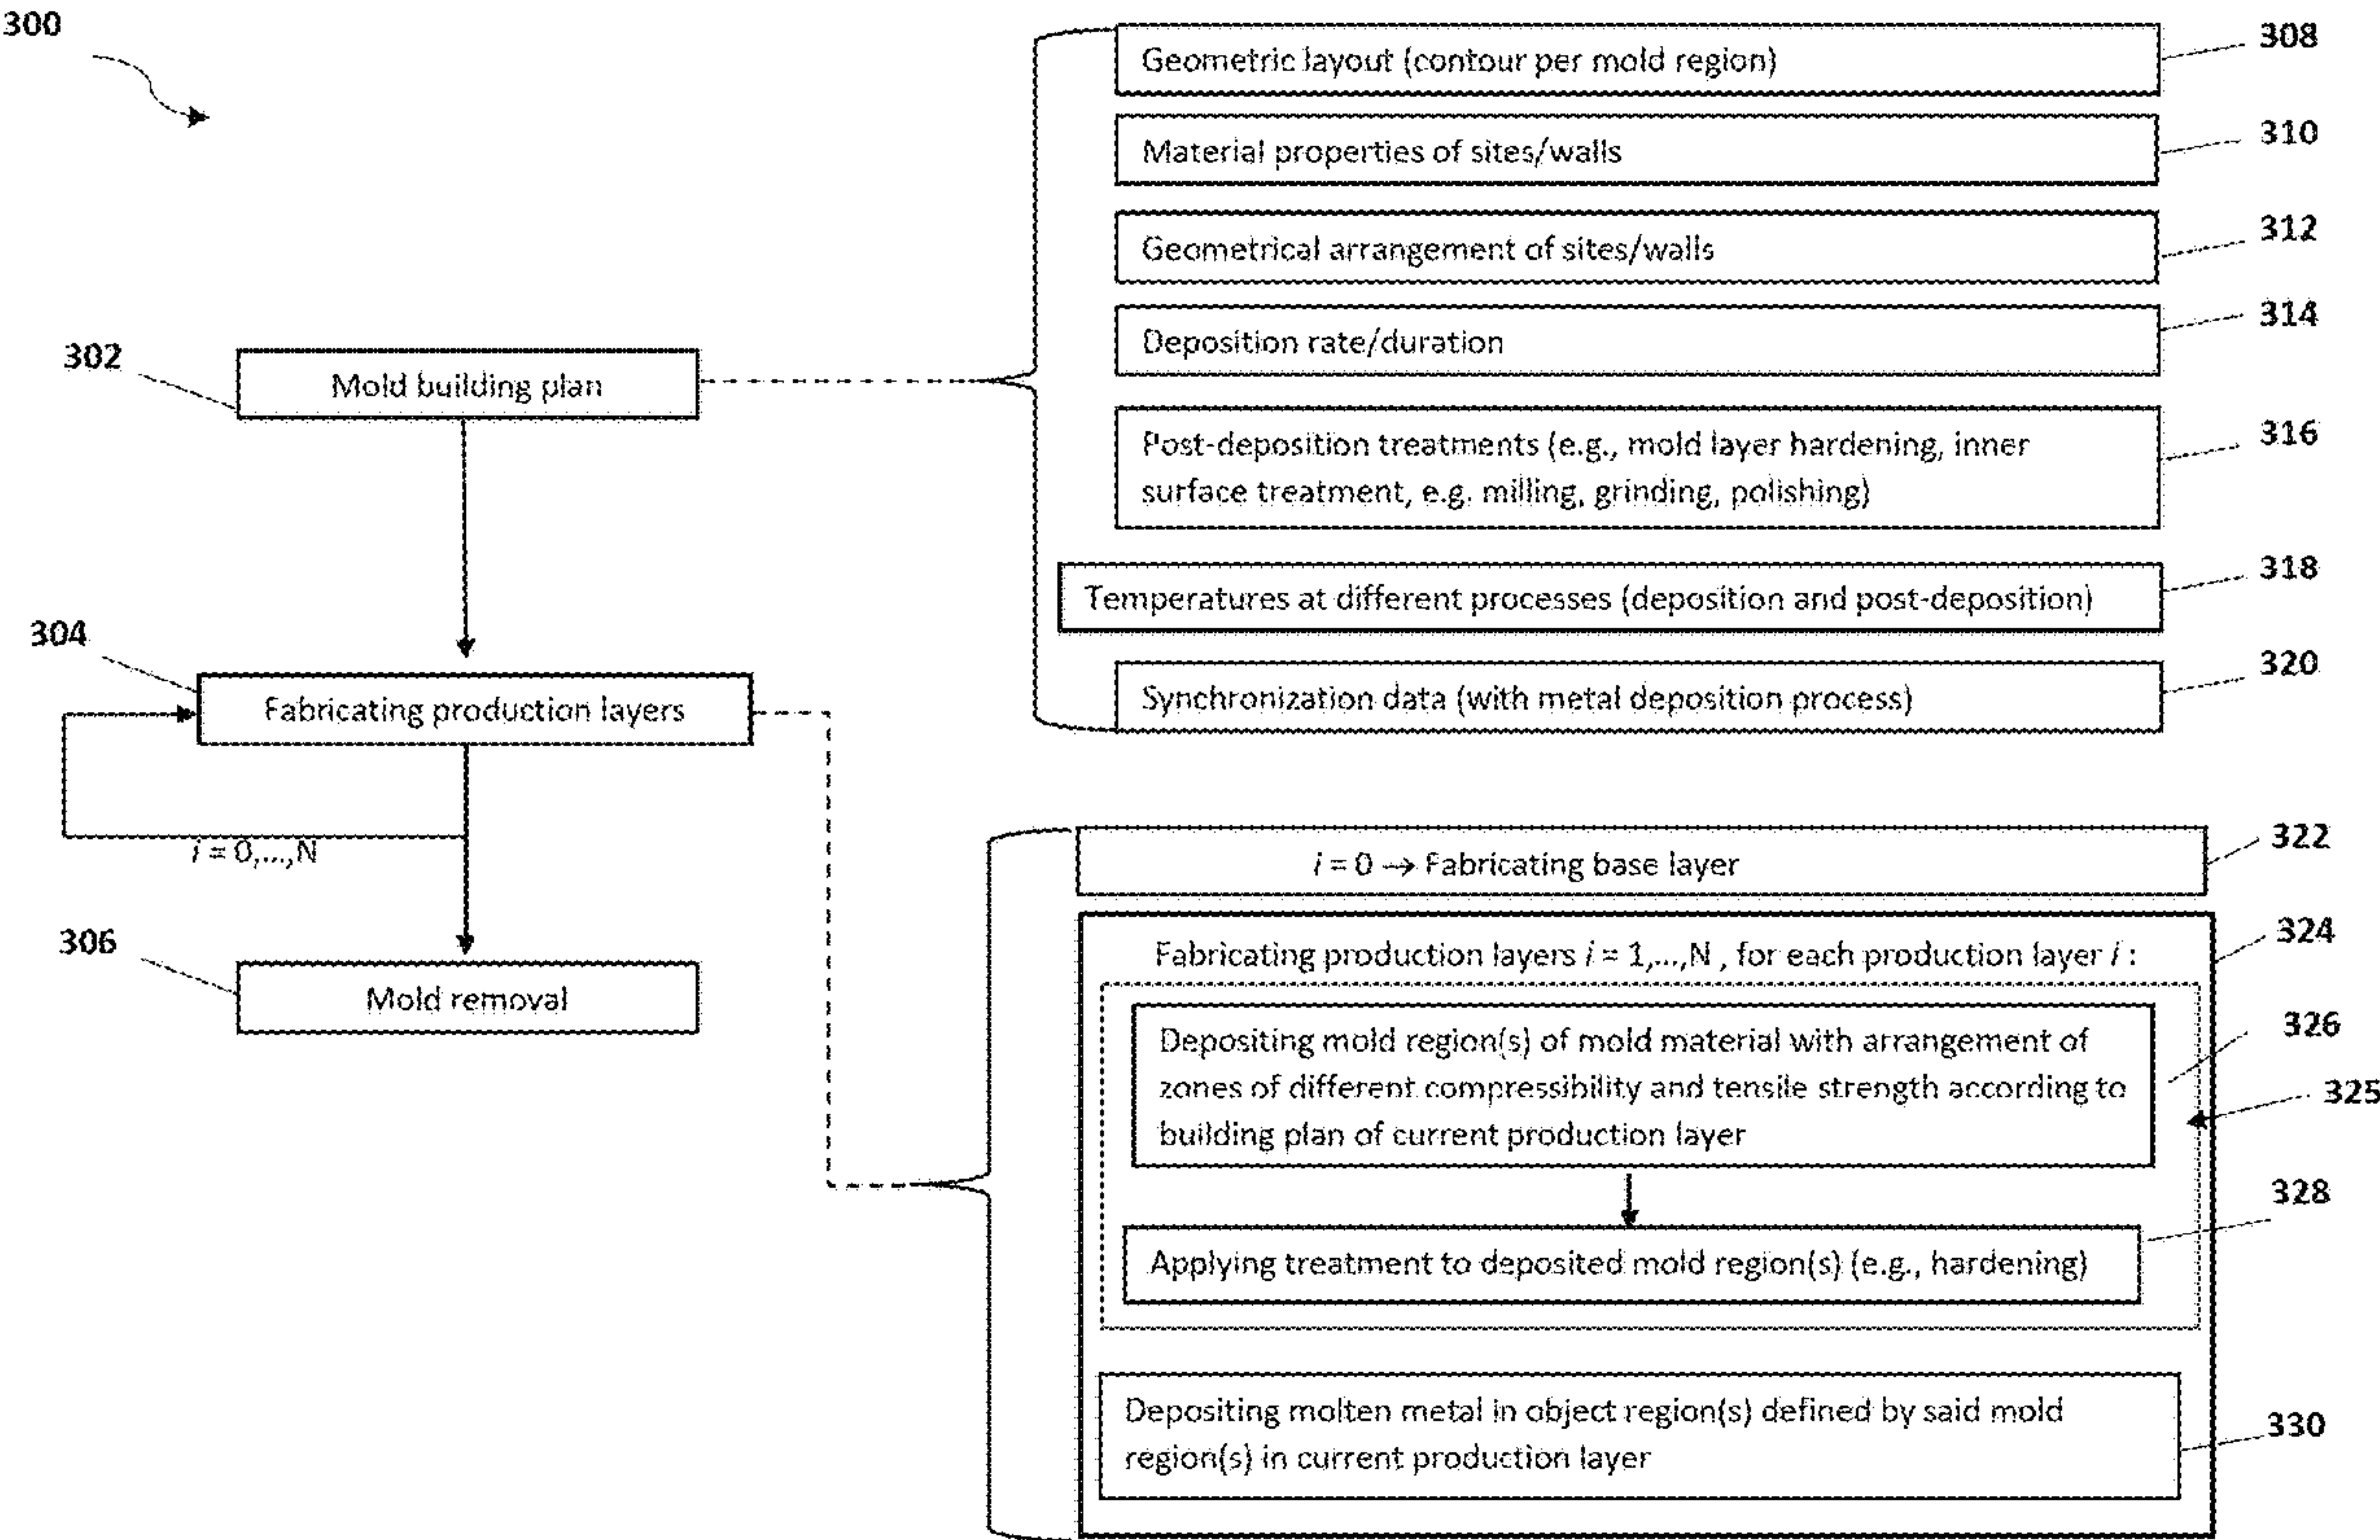 300
302
Mold building plan
304
Fabricating production layers
i = 0,...,N
306
Mold removal
Geometric layout (contour per mold region)
308
Material properties of sites/walls
310
Geometrical arrangement of sites/walls
312
Deposition rate/duration
314
Post-deposition treatments (e.g., mold layer hardening, inner
surface treatment, e.g. milling, grinding, polishing)
316
Temperatures at different processes (deposition and post-deposition)
318
Synchronization data (with metal deposition process)
320
i = 0 → Fabricating base layer
322
Fabricating production layers i = 1,...,N , for each production layer i :
324
Depositing mold region(s) of mold material with arrangement of
zones of different compressibility and tensile strength according to
building plan of current production layer
326
325
Applying treatment to deposited mold region(s) (e.g., hardening)
328
Depositing molten metal in object region(s) defined by said mold
region(s) in current production layer
330